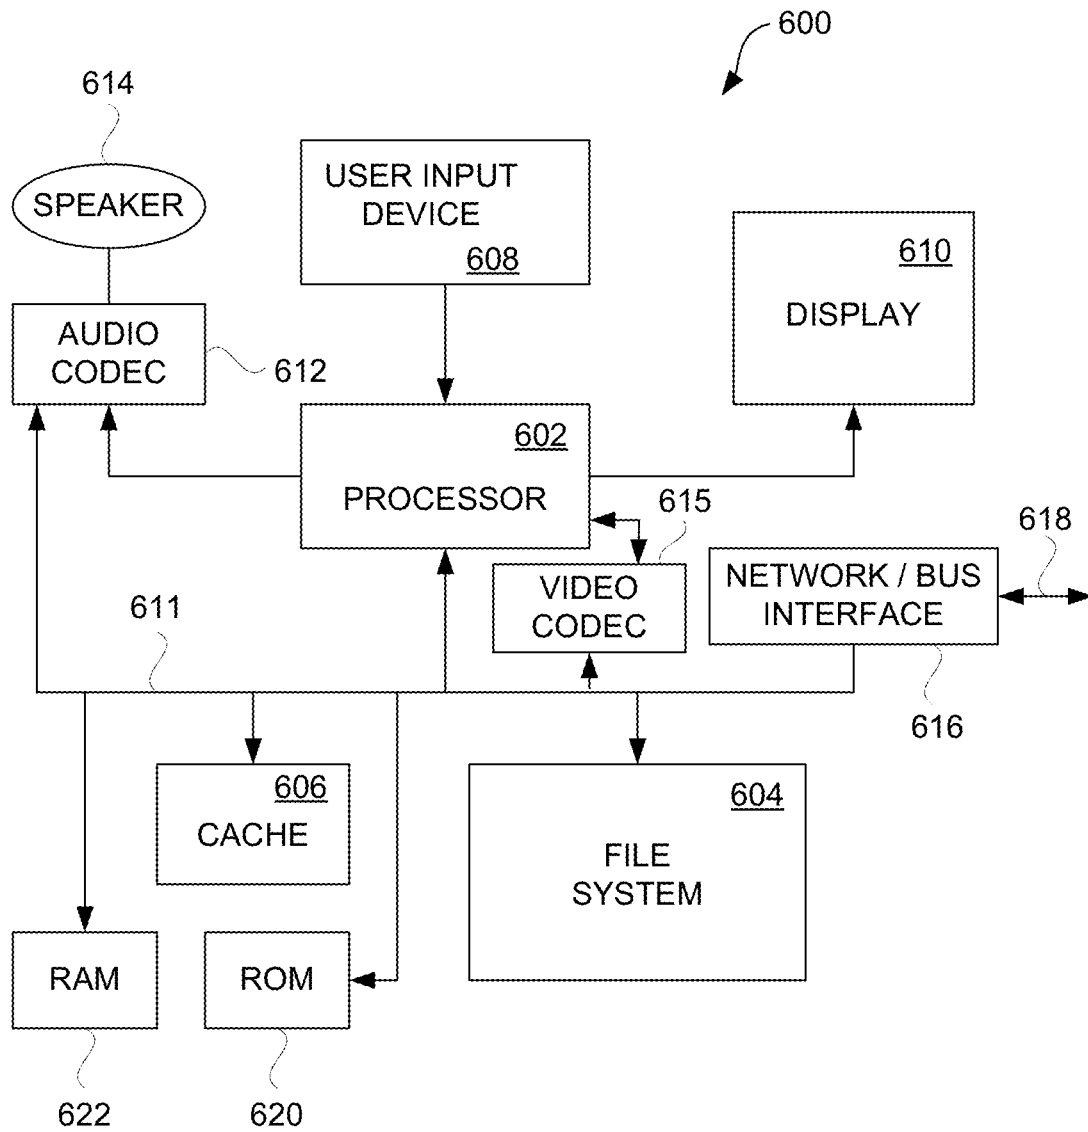 600
614
SPEAKER
USER INPUT
DEVICE
608
610
DISPLAY
AUDIO
CODEC
612
602
PROCESSOR
615
618
VIDEO
CODEC
NETWORK / BUS
INTERFACE
611
616
606
CACHE
604
FILE
SYSTEM
RAM
ROM
622
620